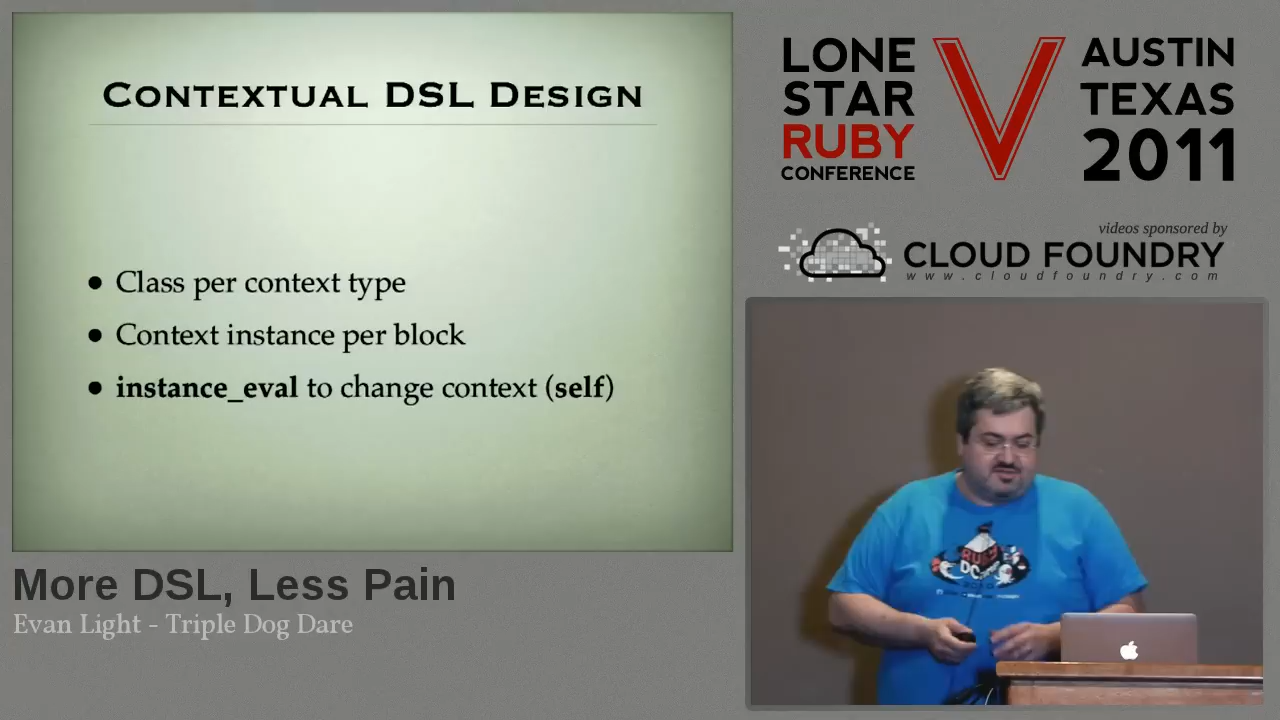 CONTEXTUAL DSL DESIGN
• Class per context type
• Context instance per block
• instance_eval to change context (self)
More DSL, Less Pain
Evan Light - Triple Dog Dare
LONE
STAR
RUBY
CONFERENCE
V
AUSTIN
TEXAS
2011
videos sponsored by
CLOUD FOUNDRY
www.cloudfoundry.com
RUBY